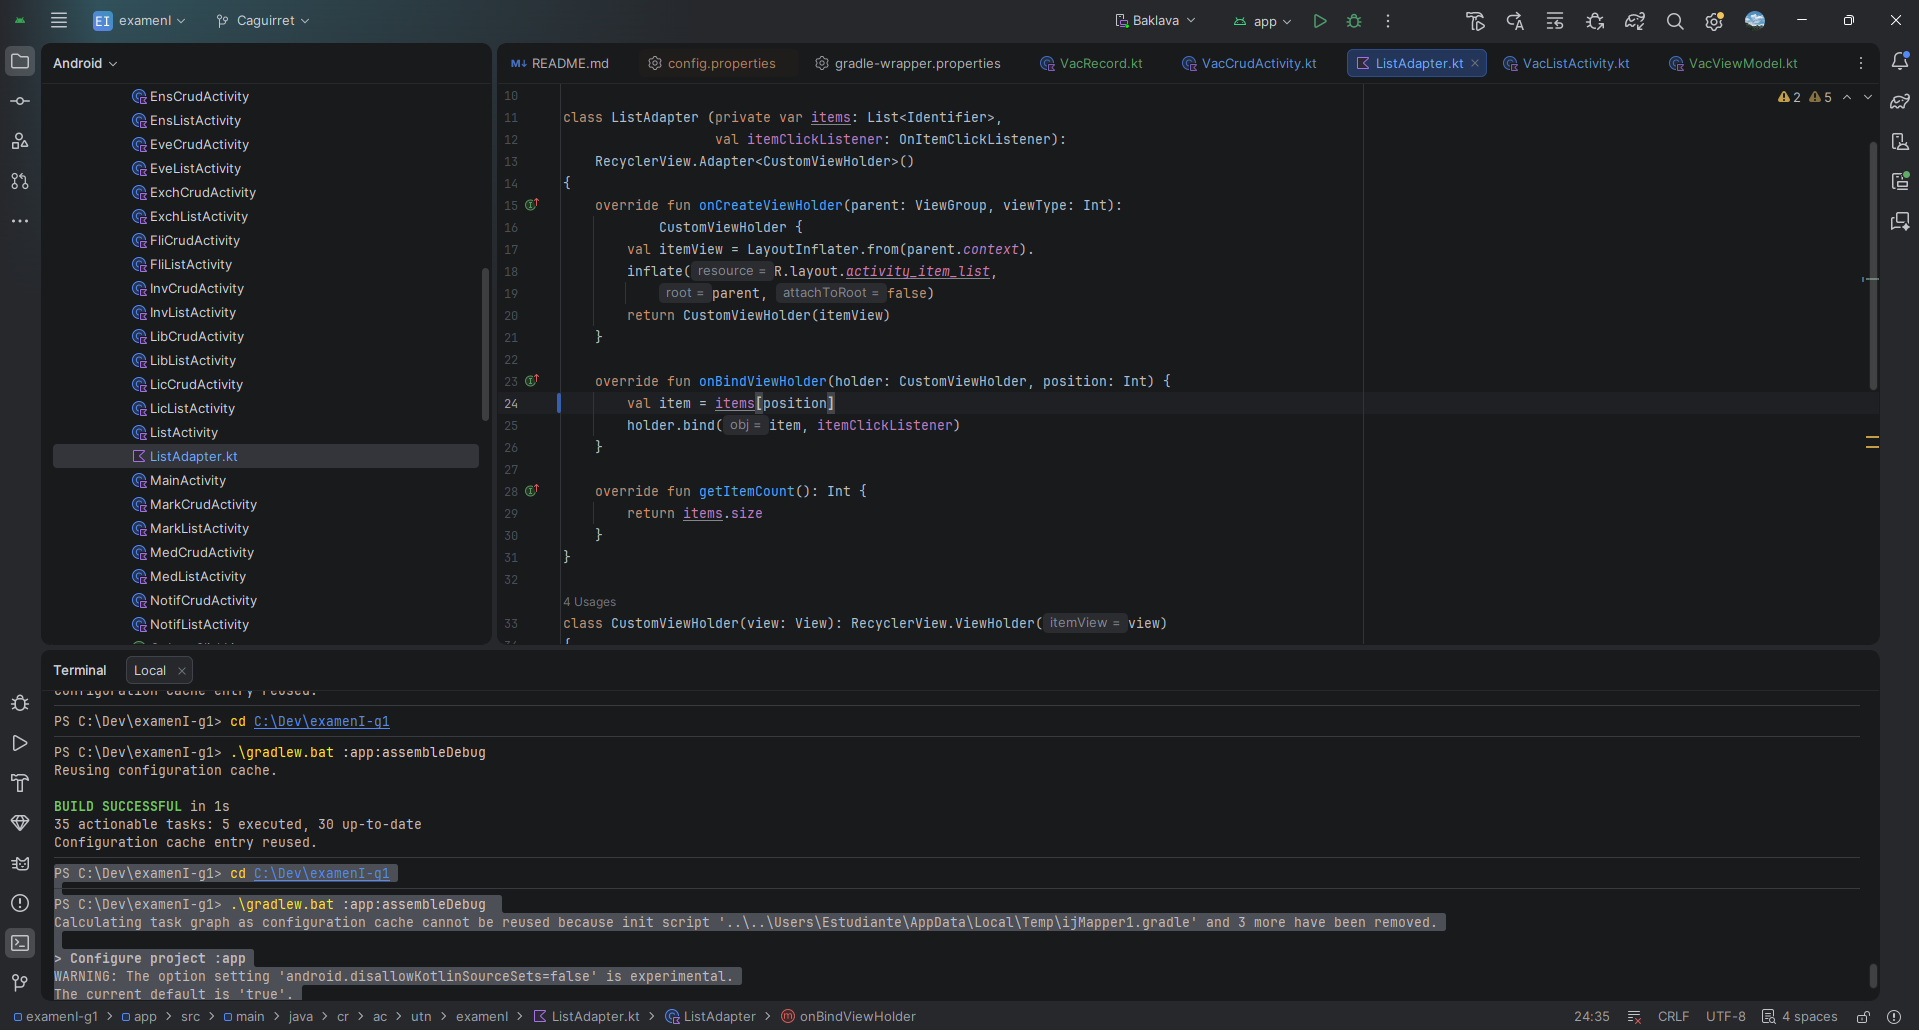 EI examenI Caguirret Baklava app
Android
EnsCrudActivity
EnsListActivity
EveCrudActivity
EveListActivity
ExchCrudActivity
ExchListActivity
FliCrudActivity
FliListActivity
InvCrudActivity
InvListActivity
LibCrudActivity
LibListActivity
LicCrudActivity
LicListActivity
ListActivity
ListAdapter.kt
MainActivity
MarkCrudActivity
MarkListActivity
MedCrudActivity
MedListActivity
NotifCrudActivity
NotifListActivity
M↓ README.md config.properties gradle-wrapper.properties VacRecord.kt VacCrudActivity.kt ListAdapter.kt VacListActivity.kt VacViewModel.kt
2 5
10
11 class ListAdapter (private var items: List<Identifier>,
12 val itemClickListener: OnItemClickListener):
13 RecyclerView.Adapter<CustomViewHolder>()
14 {
15 override fun onCreateViewHolder(parent: ViewGroup, viewType: Int):
16 CustomViewHolder {
17 val itemView = LayoutInflater.from(parent.context).
18 inflate( resource = R.layout.activity_item_list,
19 root = parent, attachToRoot = false)
20 return CustomViewHolder(itemView)
21 }
22
23 override fun onBindViewHolder(holder: CustomViewHolder, position: Int) {
24 val item = items[position]
25 holder.bind( obj = item, itemClickListener)
26 }
27
28 override fun getItemCount(): Int {
29 return items.size
30 }
31 }
32
4 Usages
33 class CustomViewHolder(view: View): RecyclerView.ViewHolder( itemView = view)
{
Terminal Local
Configuration cache entry reused.
PS C:\Dev\examenI-g1> cd C:\Dev\examenI-g1
PS C:\Dev\examenI-g1> .\gradlew.bat :app:assembleDebug
Reusing configuration cache.
BUILD SUCCESSFUL in 1s
35 actionable tasks: 5 executed, 30 up-to-date
Configuration cache entry reused.
PS C:\Dev\examenI-g1> cd C:\Dev\examenI-g1
PS C:\Dev\examenI-g1> .\gradlew.bat :app:assembleDebug
Calculating task graph as configuration cache cannot be reused because init script '..\..\Users\Estudiante\AppData\Local\Temp\ijMapper1.gradle' and 3 more have been removed.
> Configure project :app
WARNING: The option setting 'android.disallowKotlinSourceSets=false' is experimental.
The current default is 'true'.
examenI-g1 > app > src > main > java > cr > ac > utn > examenI > ListAdapter.kt > ListAdapter > onBindViewHolder 24:35 CRLF UTF-8 4 spaces